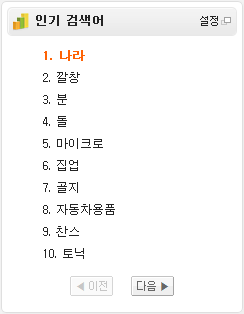 인기 검색어 설정
1. 나라
2. 깔창
3. 분
4. 돌
5. 마이크로
6. 집업
7. 골지
8. 자동차용품
9. 찬스
10. 토닉
◀ 이전 다음 ▶